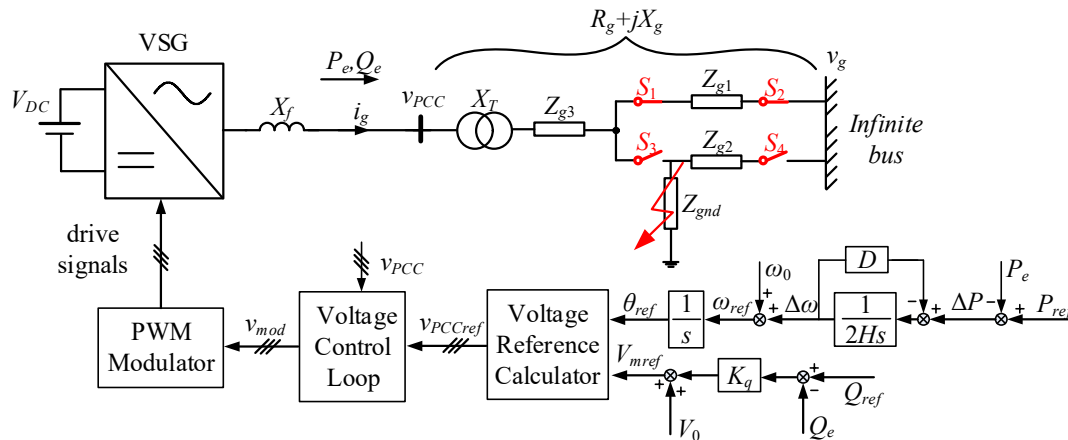 R_g+jX_g
VSG
P_e,Q_e
v_g
V_DC
X_f
v_PCC
X_T
Z_g3
S_1
Z_g1
S_2
i_g
Infinite
bus
S_3
Z_g2
S_4
Z_gnd
drive
signals
v_PCC
D
ω_0
P_e
θ_ref
1
s
ω_ref
+
+
Δω
1
2Hs
−
+
ΔP
−
+
P_ref
PWM
Modulator
v_mod
Voltage
Control
Loop
v_PCCref
Voltage
Reference
Calculator
V_mref
+
+
K_q
+
−
Q_ref
V_0
Q_e